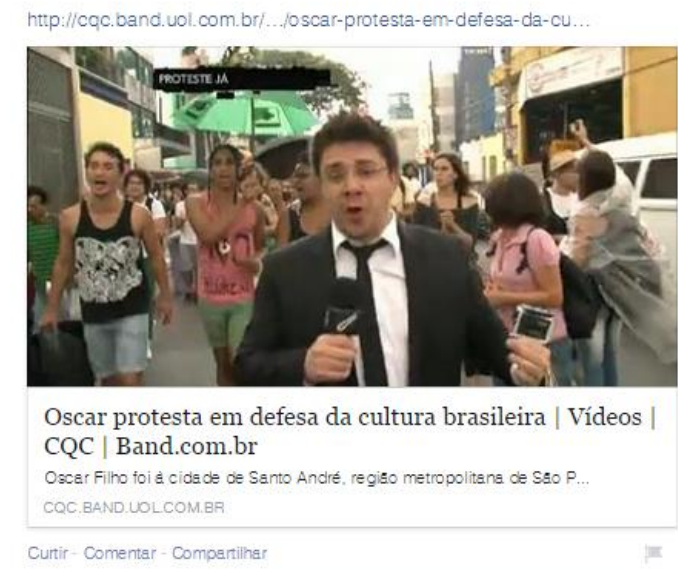 http://cqc.band.uol.com.br/.../oscar-protesta-em-defesa-da-cu...
PROTESTE JÁ
Oscar protesta em defesa da cultura brasileira | Vídeos |
CQC | Band.com.br
Oscar Filho foi à cidade de Santo André, região metropolitana de São P...
CQC.BAND.UOL.COM.BR
Curtir · Comentar · Compartilhar